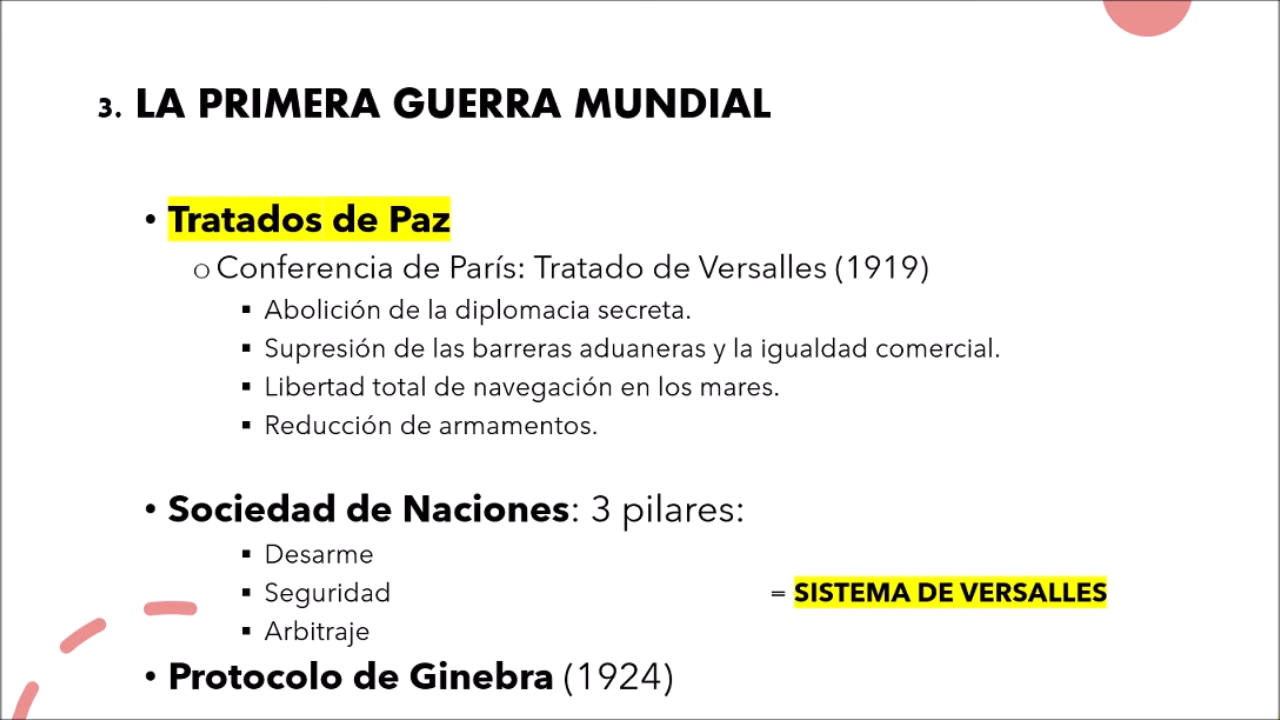 3. LA PRIMERA GUERRA MUNDIAL
• Tratados de Paz
o Conferencia de París: Tratado de Versalles (1919)
▪ Abolición de la diplomacia secreta.
▪ Supresión de las barreras aduaneras y la igualdad comercial.
▪ Libertad total de navegación en los mares.
▪ Reducción de armamentos.
• Sociedad de Naciones: 3 pilares:
▪ Desarme
▪ Seguridad = SISTEMA DE VERSALLES
▪ Arbitraje
• Protocolo de Ginebra (1924)